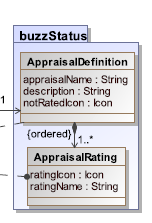 buzzStatus
AppraisalDefinition
appraisalName : String
description : String
notRatedIcon : Icon
1
{ordered}
1..*
AppraisalRating
ratingIcon : Icon
ratingName : String